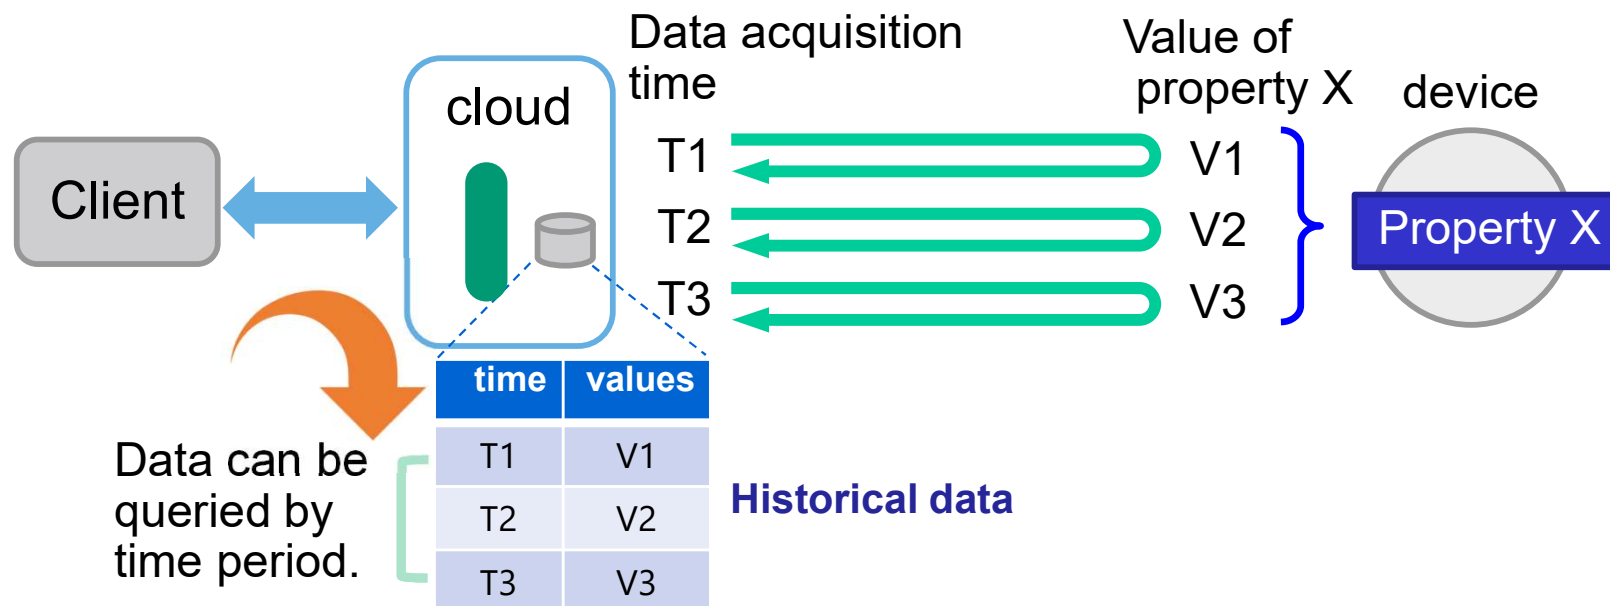 Data acquisition
time
Value of
property X
device
cloud
Client
T1
V1
T2
V2
Property X
T3
V3
time values
T1 V1
T2 V2
T3 V3
Data can be
queried by
time period.
Historical data